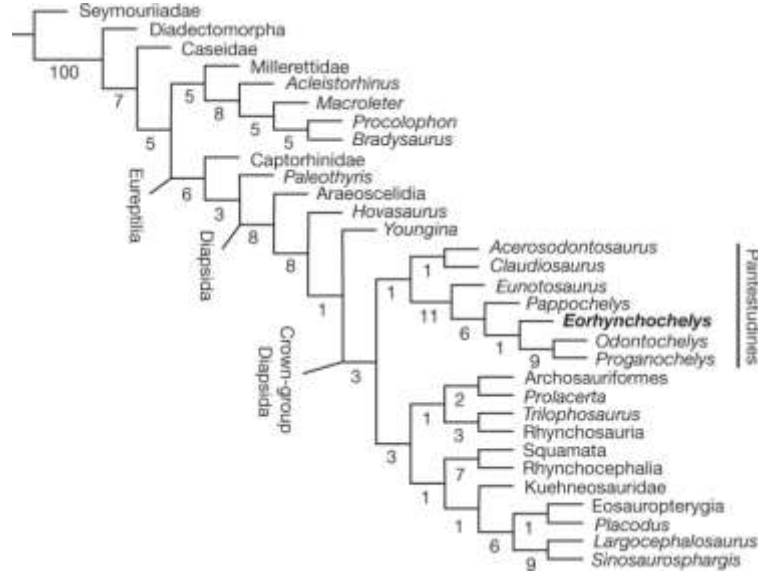 Seymouriidae
Diadectomorpha
Caseidae
100
Millerettidae
7
Acleistorhinus
5
Macroleter
8
Procolophon
5
5
5
Bradysaurus
Captorhinidae
Paleothyris
Eureptilia
6
Araeoscelidia
3
Hovasaurus
Diapsida
8
Youngina
8
Acerosodontosaurus
1
Claudiosaurus
Eunotosaurus
1
Pappochelys
11
1
Eorhynchochelys
6
Odontochelys
1
Proganochelys
9
Pantestudines
Crown-group
Diapsida
3
Archosauriformes
2
Prolacerta
1
Trilophosaurus
3
Rhynchosauria
3
Squamata
7
Rhynchocephalia
1
Kuehneosauridae
Eosauropterygia
1
1
Placodus
6
Largocephalosaurus
9
Sinosaurosphargis